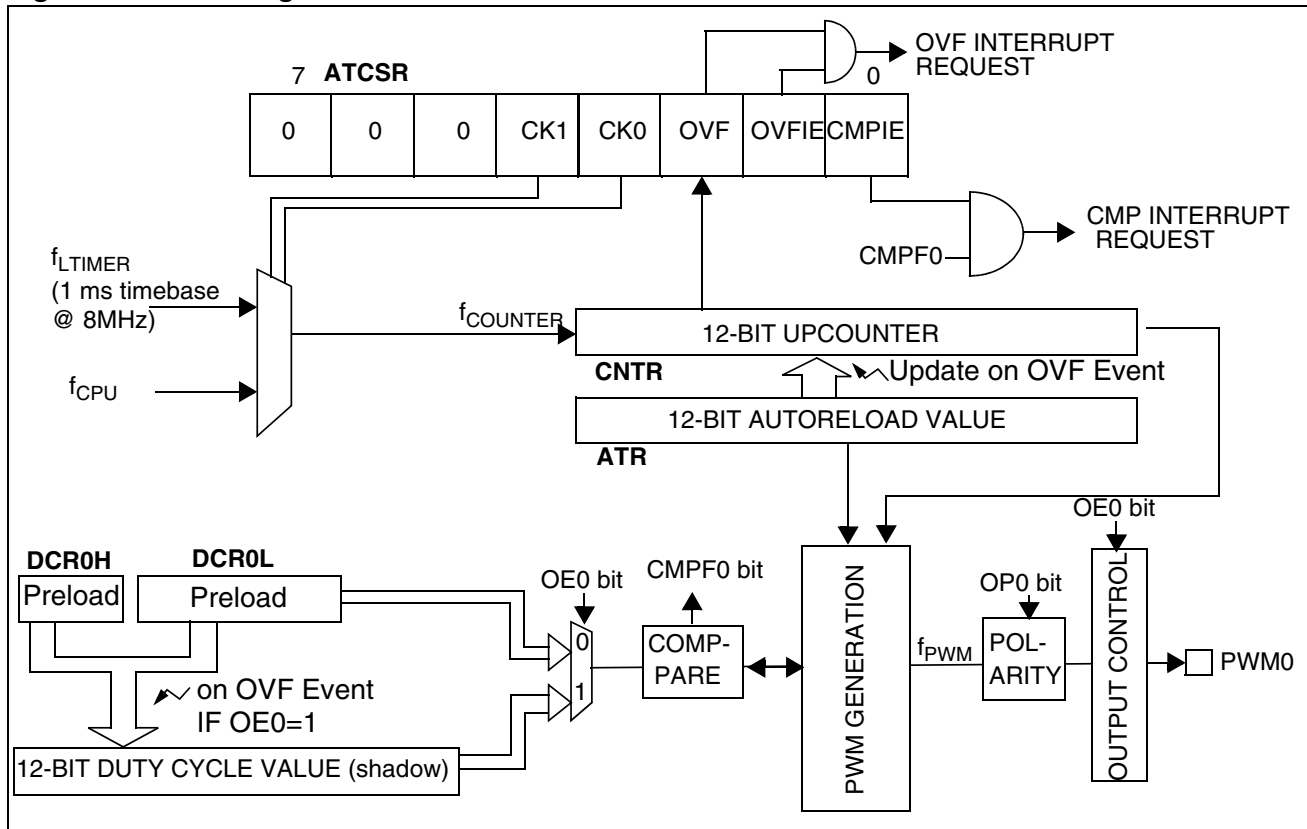 OVF INTERRUPT
REQUEST
7 ATCSR 0
0 0 0 CK1 CK0 OVF OVFIE CMPIE
CMP INTERRUPT
REQUEST
CMPF0
fLTIMER
(1 ms timebase
@ 8MHz)
fCOUNTER
12-BIT UPCOUNTER
CNTR
Update on OVF Event
fCPU
12-BIT AUTORELOAD VALUE
ATR
OE0 bit
DCR0H DCR0L
Preload Preload
OE0 bit
CMPF0 bit
0
1
COMP-
PARE
PWM GENERATION
fPWM
OP0 bit
POL-
ARITY
OUTPUT CONTROL
PWM0
on OVF Event
IF OE0=1
12-BIT DUTY CYCLE VALUE (shadow)